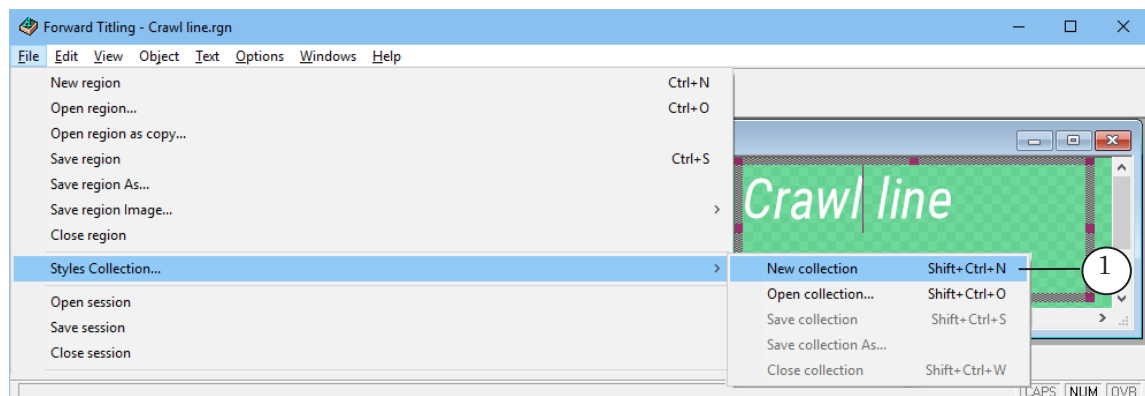 Forward Titling - Crawl line.rgn
File Edit View Object Text Options Windows Help
New region Ctrl+N
Open region... Ctrl+O
Open region as copy...
Save region Ctrl+S
Save region As...
Save region Image...
Close region
Crawl line
Styles Collection...
New collection Shift+Ctrl+N
1
Open collection... Shift+Ctrl+O
Save collection Shift+Ctrl+S
Save collection As...
Close collection Shift+Ctrl+W
Open session
Save session
Close session
CAPS NUM OVR